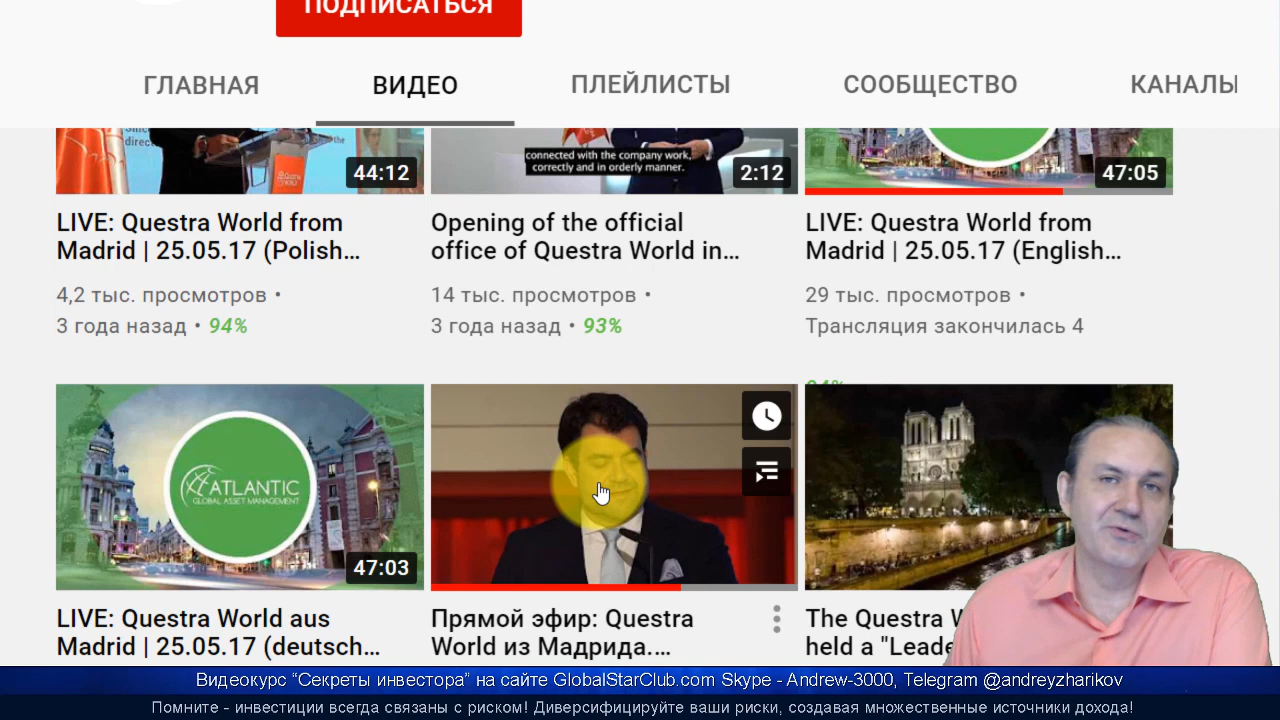 ПОДПИСАТЬСЯ
ГЛАВНАЯ
ВИДЕО
ПЛЕЙЛИСТЫ
СООБЩЕСТВО
КАНАЛЫ
44:12
connected with the company work,
correctly and in orderly manner.
2:12
47:05
LIVE: Questra World from
Madrid | 25.05.17 (Polish...
4,2 тыс. просмотров •
3 года назад • 94%
Opening of the official
office of Questra World in...
14 тыс. просмотров •
3 года назад • 93%
LIVE: Questra World from
Madrid | 25.05.17 (English...
29 тыс. просмотров •
Трансляция закончилась 4
ATLANTIC
GLOBAL ASSET MANAGEMENT
47:03
LIVE: Questra World aus
Madrid | 25.05.17 (deutsch...
Прямой эфир: Questra
World из Мадрида....
The Questra W
held a "Leade
Видеокурс “Секреты инвестора” на сайте GlobalStarClub.com Skype - Andrew-3000, Telegram @andreyzharikov
Помните - инвестиции всегда связаны с риском! Диверсифицируйте ваши риски, создавая множественные источники дохода!